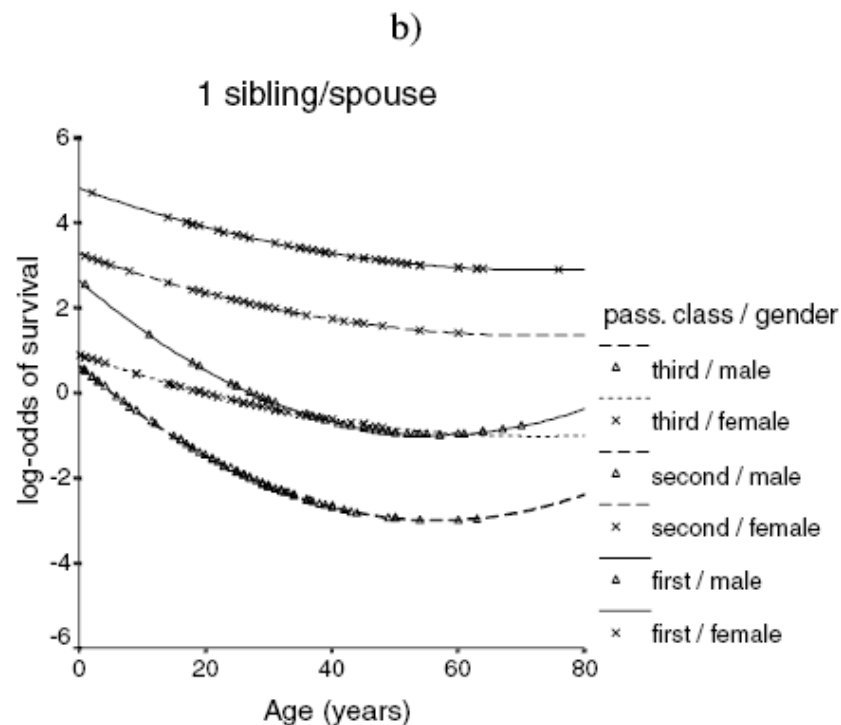 b)
1 sibling/spouse
6
4
2
0
-2
-4
-6
log-odds of survival
0 20 40 60 80
Age (years)
pass. class / gender
third / male
third / female
second / male
second / female
first / male
first / female